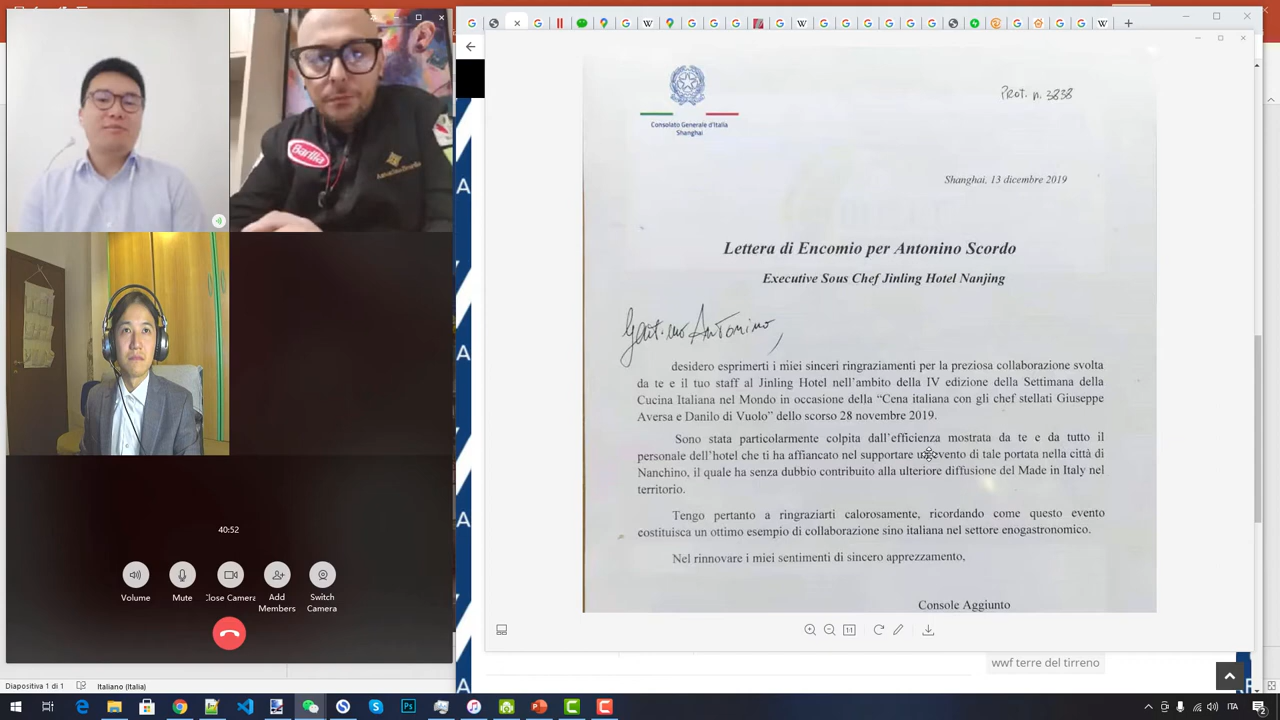 Barilla
40:52
Volume
Mute
Close Camera
Add
Members
Switch
Camera
Consolato Generale d'Italia
Shanghai
Prot. n. 3838
Shanghai, 13 dicembre 2019
Lettera di Encomio per Antonino Scordo
Executive Sous Chef Jinling Hotel Nanjing
Gent.mo Antonino,
desidero esprimerti i miei sinceri ringraziamenti per la preziosa collaborazione svolta
da te e il tuo staff al Jinling Hotel nell'ambito della IV edizione della Settimana della
Cucina Italiana nel Mondo in occasione della “Cena italiana con gli chef stellati Giuseppe
Aversa e Danilo di Vuolo” dello scorso 28 novembre 2019.
Sono stata particolarmente colpita dall'efficienza mostrata da te e da tutto il
personale dell'hotel che ti ha affiancato nel supportare un evento di tale portata nella città di
Nanchino, il quale ha senza dubbio contribuito alla ulteriore diffusione del Made in Italy nel
territorio.
Tengo pertanto a ringraziarti calorosamente, ricordando come questo evento
costituisca un ottimo esempio di collaborazione sino italiana nel settore enogastronomico.
Nel rinnovare i miei sentimenti di sincero apprezzamento,
Console Aggiunto
1:1
wwf terre del tirreno
Diapositiva 1 di 1 Italiano (Italia)
ITA